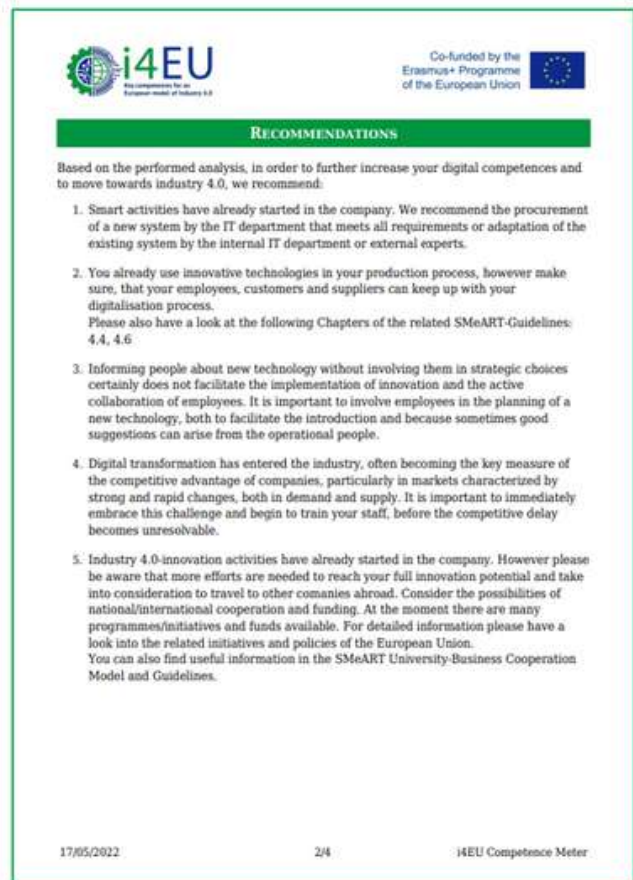 i4EU
Key competences for an
European model of Industry 4.0
Co-funded by the
Erasmus+ Programme
of the European Union
RECOMMENDATIONS
Based on the performed analysis, in order to further increase your digital competences and
to move towards industry 4.0, we recommend:
1. Smart activities have already started in the company. We recommend the procurement
of a new system by the IT department that meets all requirements or adaptation of the
existing system by the internal IT department or external experts.
2. You already use innovative technologies in your production process, however make
sure, that your employees, customers and suppliers can keep up with your
digitalisation process.
Please also have a look at the following Chapters of the related SMeART-Guidelines:
4.4, 4.6
3. Informing people about new technology without involving them in strategic choices
certainly does not facilitate the implementation of innovation and the active
collaboration of employees. It is important to involve employees in the planning of a
new technology, both to facilitate the introduction and because sometimes good
suggestions can arise from the operational people.
4. Digital transformation has entered the industry, often becoming the key measure of
the competitive advantage of companies, particularly in markets characterized by
strong and rapid changes, both in demand and supply. It is important to immediately
embrace this challenge and begin to train your staff, before the competitive delay
becomes unresolvable.
5. Industry 4.0-innovation activities have already started in the company. However please
be aware that more efforts are needed to reach your full innovation potential and take
into consideration to travel to other comanies abroad. Consider the possibilities of
national/international cooperation and funding. At the moment there are many
programmes/initiatives and funds available. For detailed information please have a
look into the related initiatives and policies of the European Union.
You can also find useful information in the SMeART University-Business Cooperation
Model and Guidelines.
17/05/2022
2/4
i4EU Competence Meter